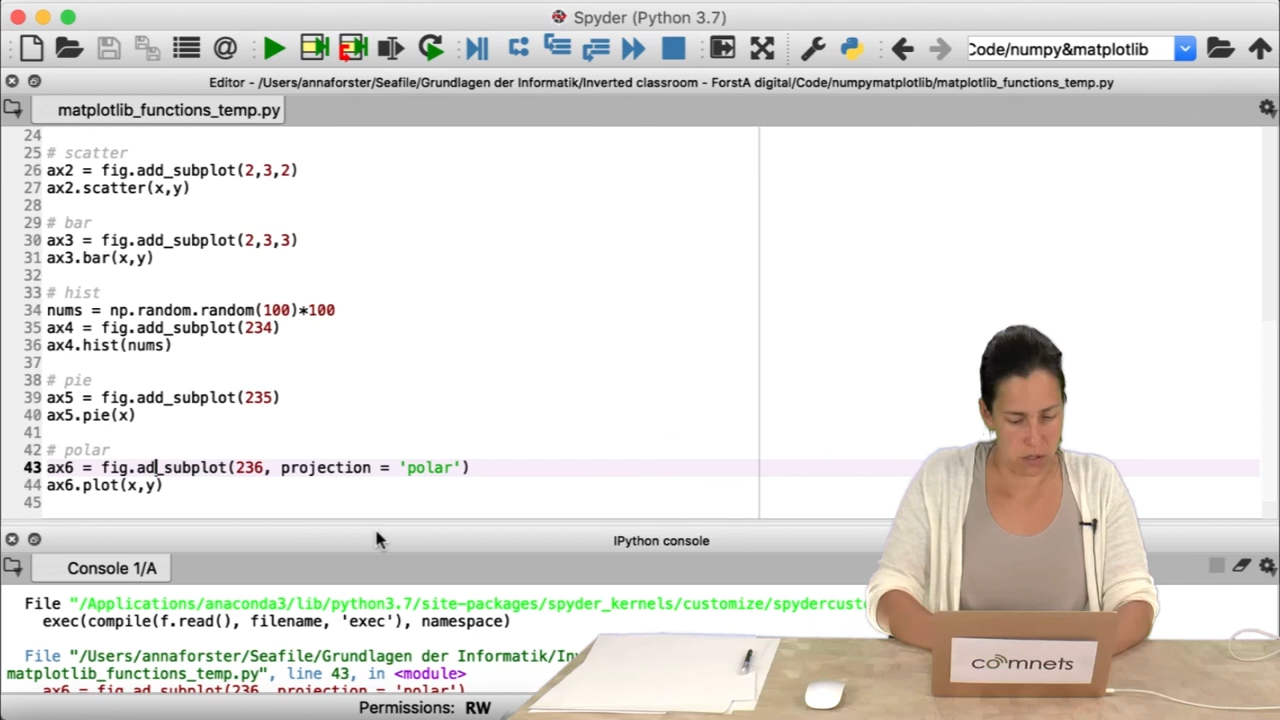 Spyder (Python 3.7)
Code/numpy&matplotlib
Editor - /Users/annaforster/Seafile/Grundlagen der Informatik/Inverted classroom - ForstA digital/Code/numpymatplotlib/matplotlib_functions_temp.py
matplotlib_functions_temp.py
24
25 # scatter
26 ax2 = fig.add_subplot(2,3,2)
27 ax2.scatter(x,y)
28
29 # bar
30 ax3 = fig.add_subplot(2,3,3)
31 ax3.bar(x,y)
32
33 # hist
34 nums = np.random.random(100)*100
35 ax4 = fig.add_subplot(234)
36 ax4.hist(nums)
37
38 # pie
39 ax5 = fig.add_subplot(235)
40 ax5.pie(x)
41
42 # polar
43 ax6 = fig.ad_subplot(236, projection = 'polar')
44 ax6.plot(x,y)
45
IPython console
Console 1/A
File "/Applications/anaconda3/lib/python3.7/site-packages/spyder_kernels/customize/spydercust
exec(compile(f.read(), filename, 'exec'), namespace)
File "/Users/annaforster/Seafile/Grundlagen der Informatik/In
matplotlib_functions_temp.py", line 43, in <module>
ax6 = fig.ad_subplot(236, projection = 'polar')
Permissions: RW
comnets